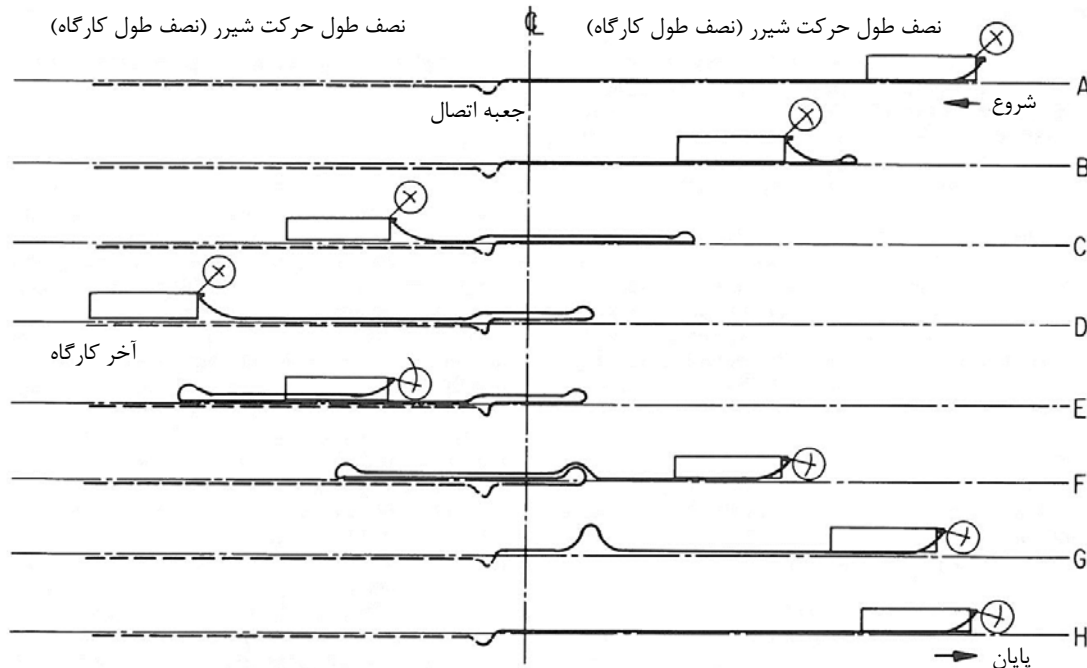 نصف طول حرکت شیرر (نصف طول کارگاه)
℄
نصف طول حرکت شیرر (نصف طول کارگاه)
A
شروع
جعبه اتصال
B
C
D
آخر کارگاه
E
F
G
H
پایان